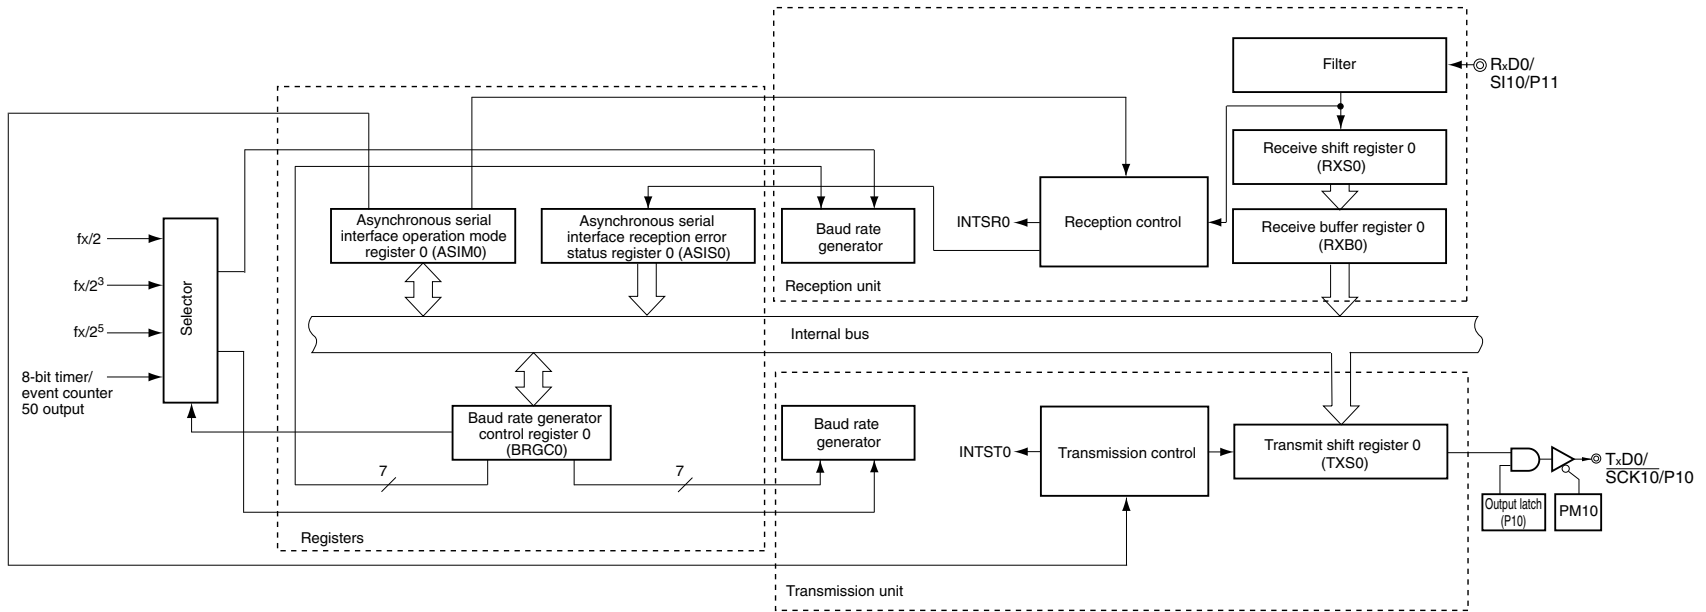 Filter
RxD0/
SI10/P11
Receive shift register 0
(RXS0)
Asynchronous serial
interface operation mode
register 0 (ASIM0)
Asynchronous serial
interface reception error
status register 0 (ASIS0)
Baud rate
generator
INTSR0
Reception control
Receive buffer register 0
(RXB0)
Reception unit
fx/2
fx/2³
fx/2⁵
8-bit timer/
event counter
50 output
Selector
Internal bus
Baud rate generator
control register 0
(BRGC0)
7
7
Baud rate
generator
INTST0
Transmission control
Transmit shift register 0
(TXS0)
TxD0/
SCK10/P10
Output latch
(P10)
PM10
Registers
Transmission unit